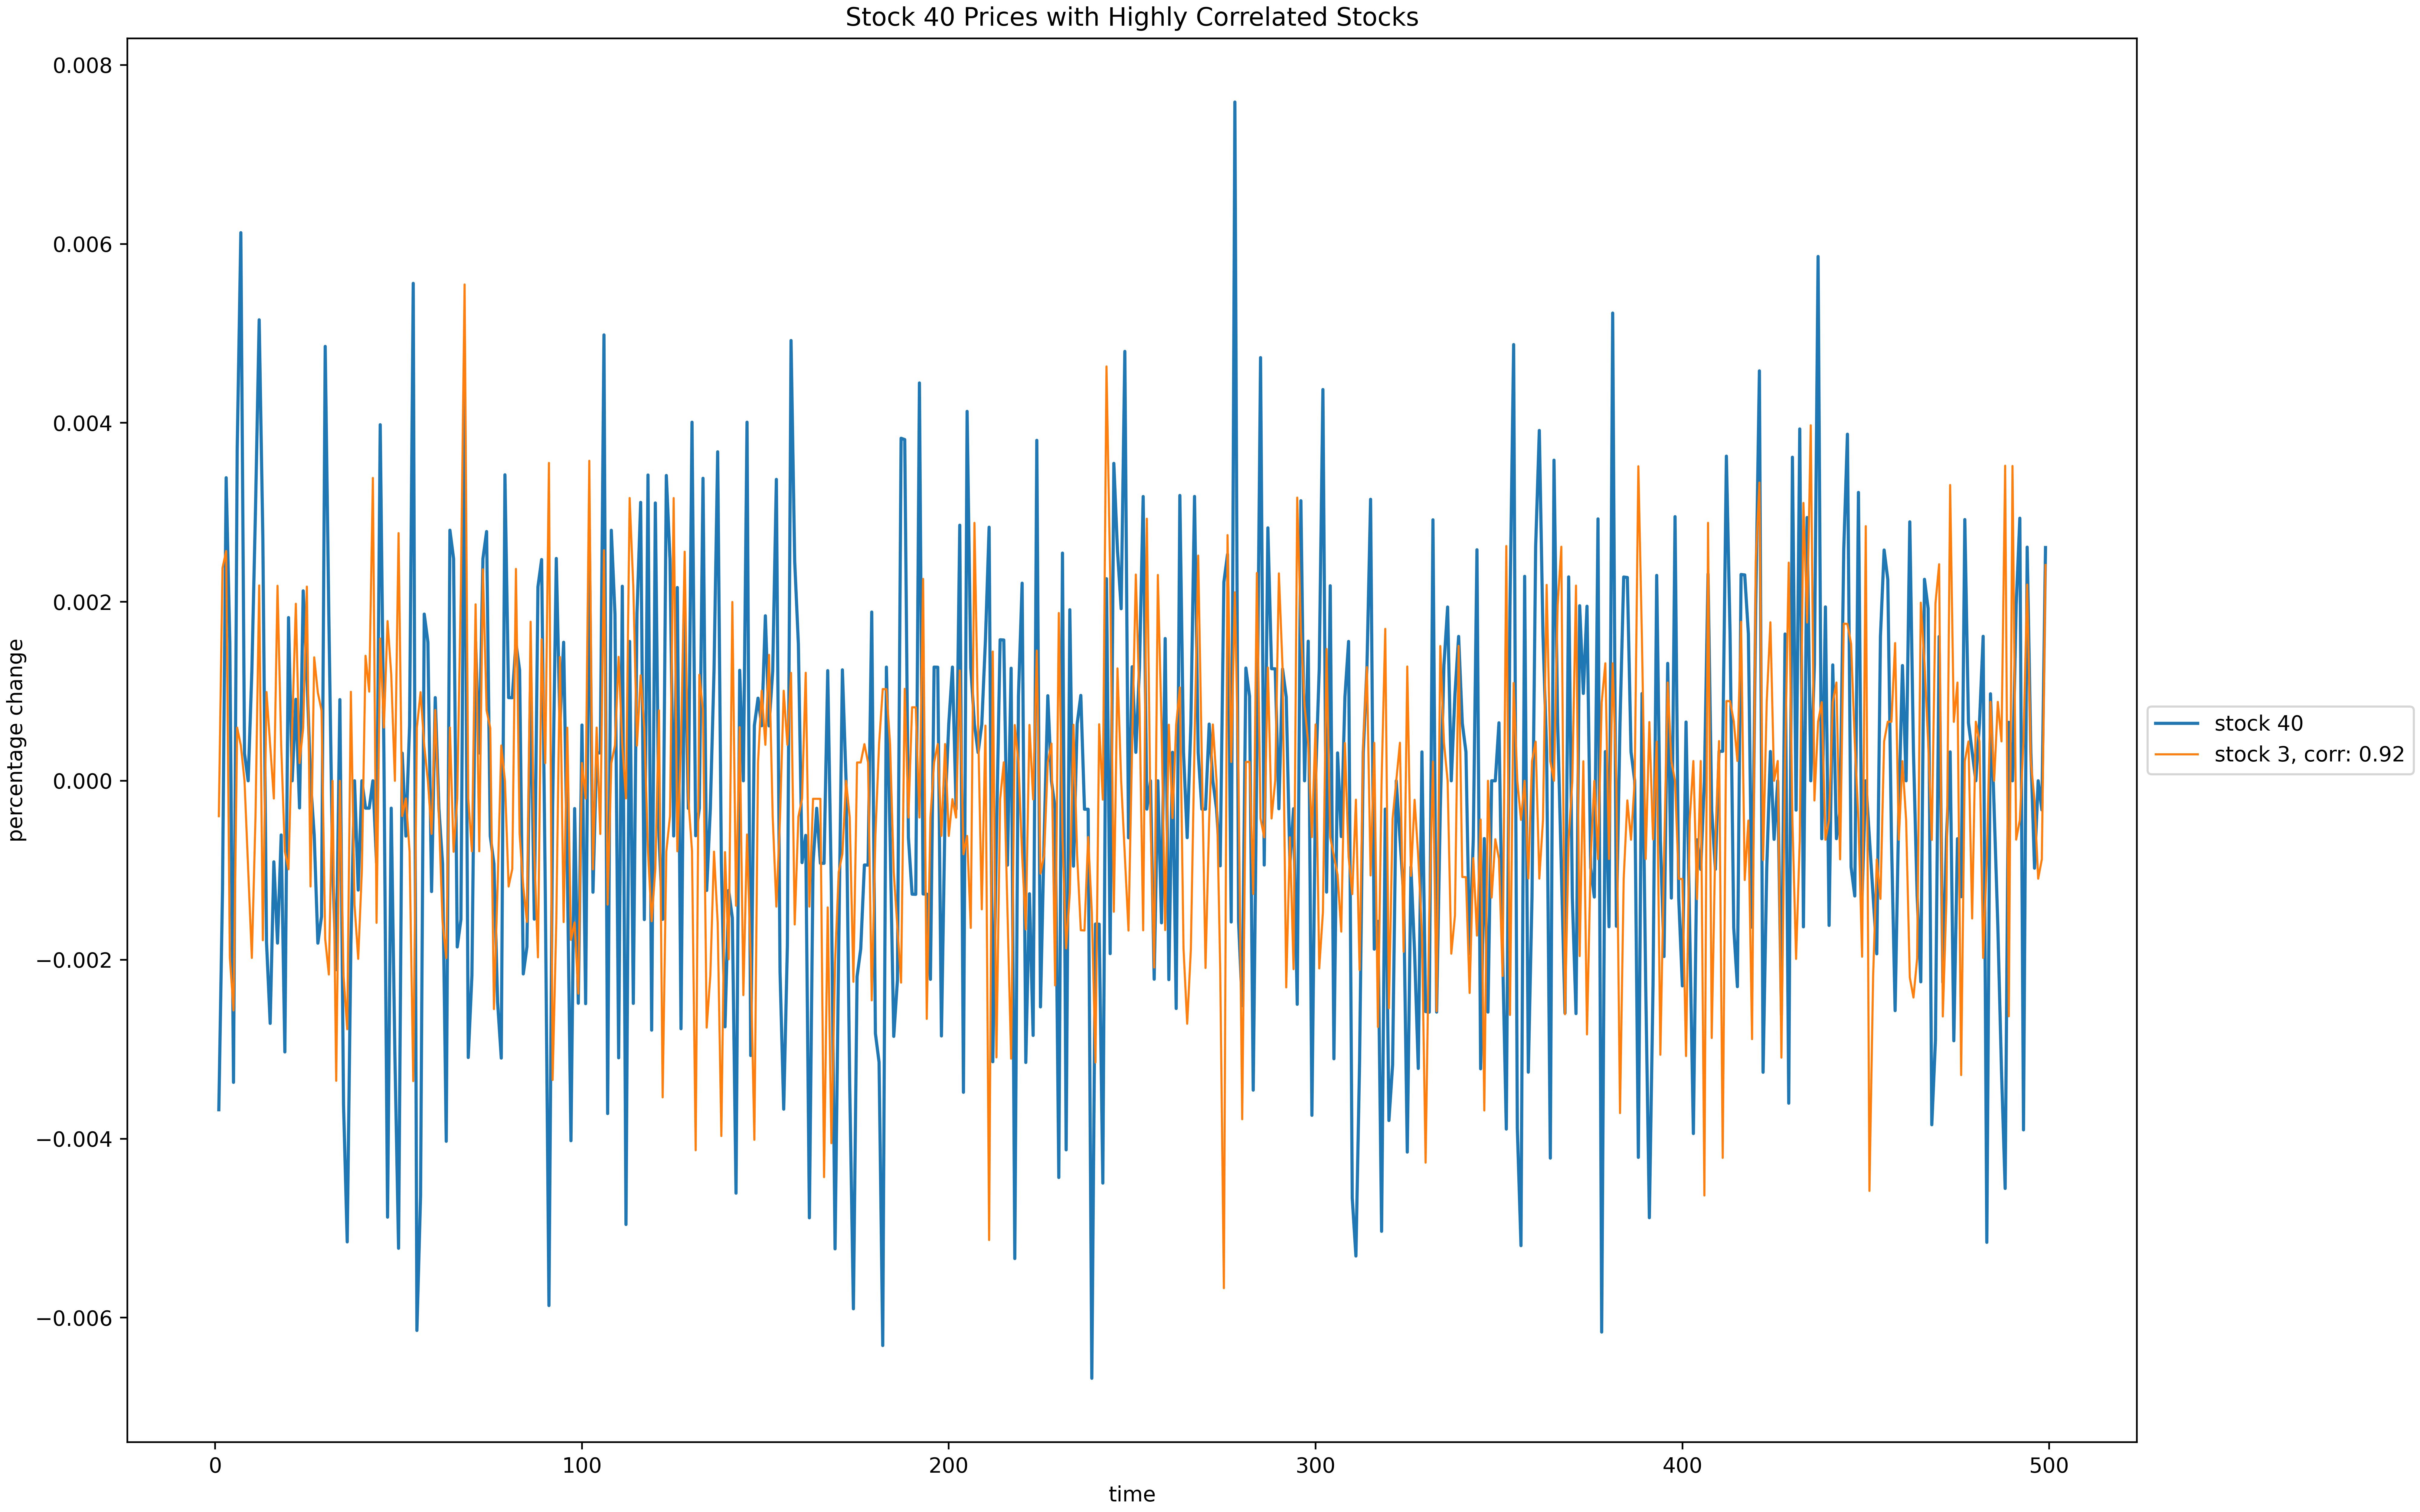 Stock 40 Prices with Highly Correlated Stocks
0.008
0.006
0.004
0.002
0.000
−0.002
−0.004
−0.006
percentage change
0 100 200 300 400 500
time
stock 40
stock 3, corr: 0.92